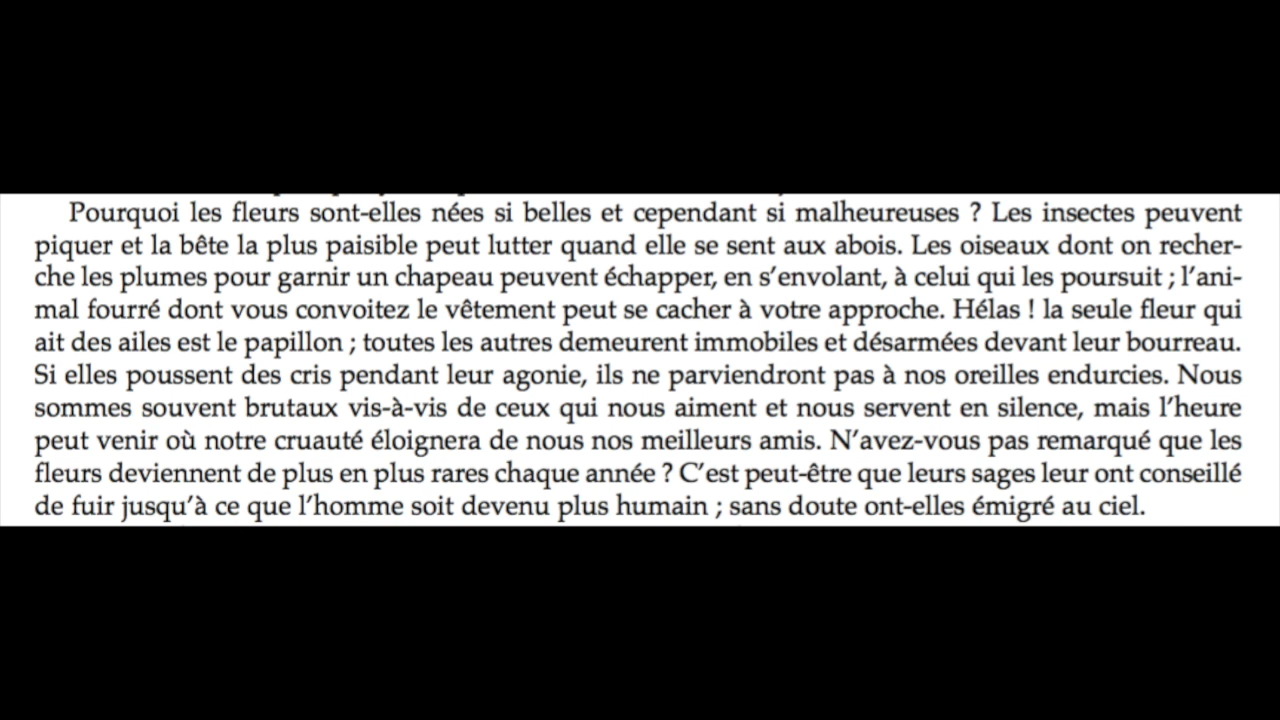 Pourquoi les fleurs sont-elles nées si belles et cependant si malheureuses ? Les insectes peuvent
piquer et la bête la plus paisible peut lutter quand elle se sent aux abois. Les oiseaux dont on recher-
che les plumes pour garnir un chapeau peuvent échapper, en s’envolant, à celui qui les poursuit ; l’ani-
mal fourré dont vous convoitez le vêtement peut se cacher à votre approche. Hélas ! la seule fleur qui
ait des ailes est le papillon ; toutes les autres demeurent immobiles et désarmées devant leur bourreau.
Si elles poussent des cris pendant leur agonie, ils ne parviendront pas à nos oreilles endurcies. Nous
sommes souvent brutaux vis-à-vis de ceux qui nous aiment et nous servent en silence, mais l’heure
peut venir où notre cruauté éloignera de nous nos meilleurs amis. N’avez-vous pas remarqué que les
fleurs deviennent de plus en plus rares chaque année ? C’est peut-être que leurs sages leur ont conseillé
de fuir jusqu’à ce que l’homme soit devenu plus humain ; sans doute ont-elles émigré au ciel.